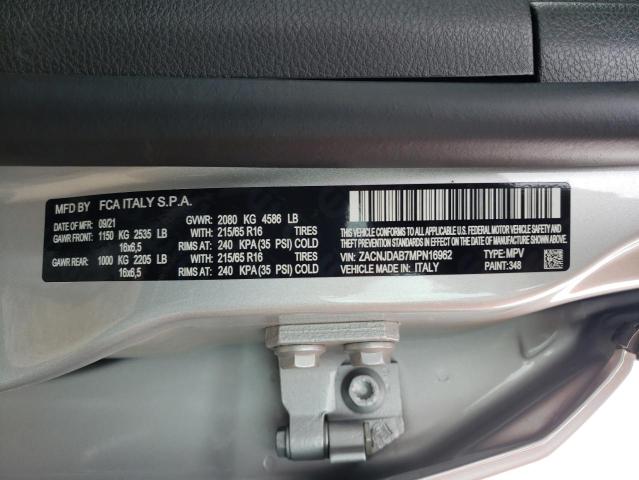 MFD BY FCA ITALY S.P.A.
DATE OF MFR: 09/21 GVWR: 2080 KG 4586 LB
GAWR FRONT: 1150 KG 2535 LB WITH : 215/65 R16 TIRES
16x6,5 RIMS AT: 240 KPA(35 PSI) COLD
GAWR REAR: 1000 KG 2205 LB WITH : 215/65 R16 TIRES
16x6,5 RIMS AT: 240 KPA(35 PSI) COLD
THIS VEHICLE CONFORMS TO ALL APPLICABLE U.S. FEDERAL MOTOR VEHICLE
SAFETY STANDARDS IN EFFECT ON THE DATE OF MANUFACTURE SHOWN ABOVE
VIN: ZACNJDAB7MPN16962 TYPE: MPV
VEHICLE MADE IN: ITALY PAINT: 348